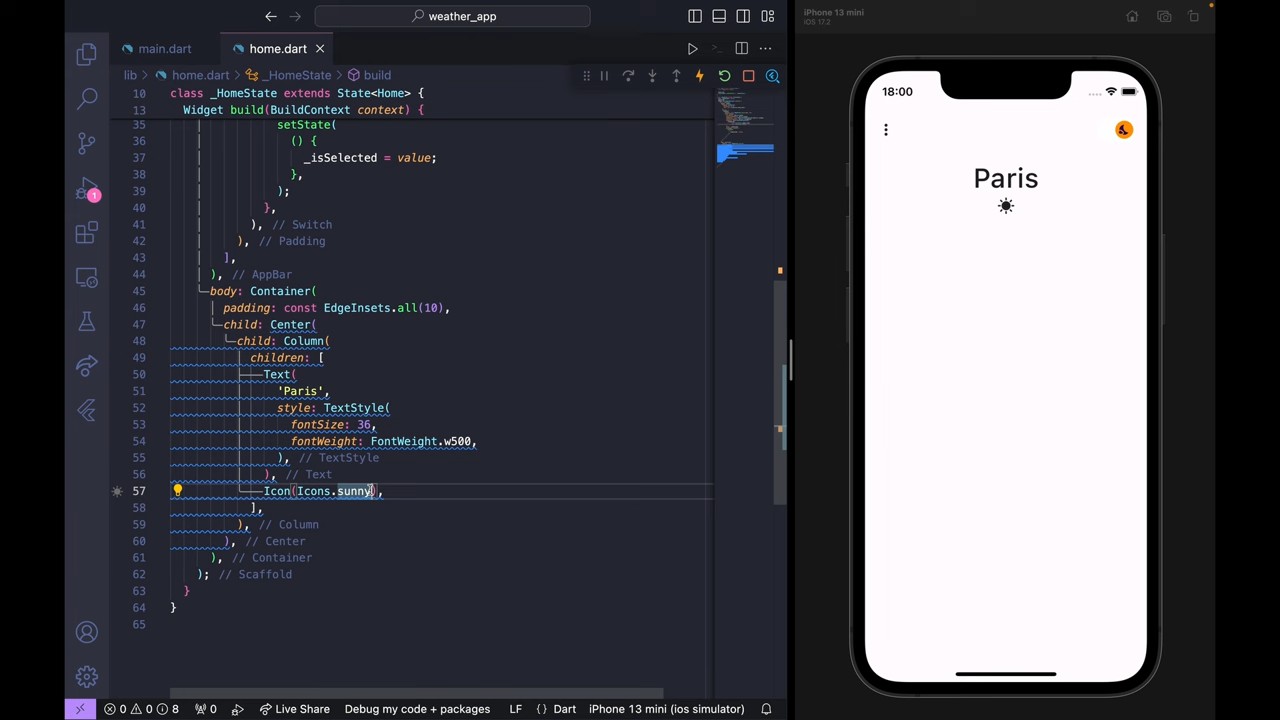 weather_app
main.dart
home.dart
lib
home.dart
_HomeState
build
10 class _HomeState extends State<Home> {
13 Widget build(BuildContext context) {
35 setState(
36 () {
37 _isSelected = value;
38 },
39 );
40 },
41 ), // Switch
42 ), // Padding
43 ],
44 ), // AppBar
45 body: Container(
46 padding: const EdgeInsets.all(10),
47 child: Center(
48 child: Column(
49 children: [
50 Text(
51 'Paris',
52 style: TextStyle(
53 fontSize: 36,
54 fontWeight: FontWeight.w500,
55 ), // TextStyle
56 ), // Text
57 Icon(Icons.sunny),
58 ],
59 ), // Column
60 ), // Center
61 ), // Container
62 ); // Scaffold
63 }
64 }
65
1
0 0 8 0 Live Share Debug my code + packages LF {} Dart iPhone 13 mini (ios simulator)
iPhone 13 mini
iOS 17.2
18:00
Paris